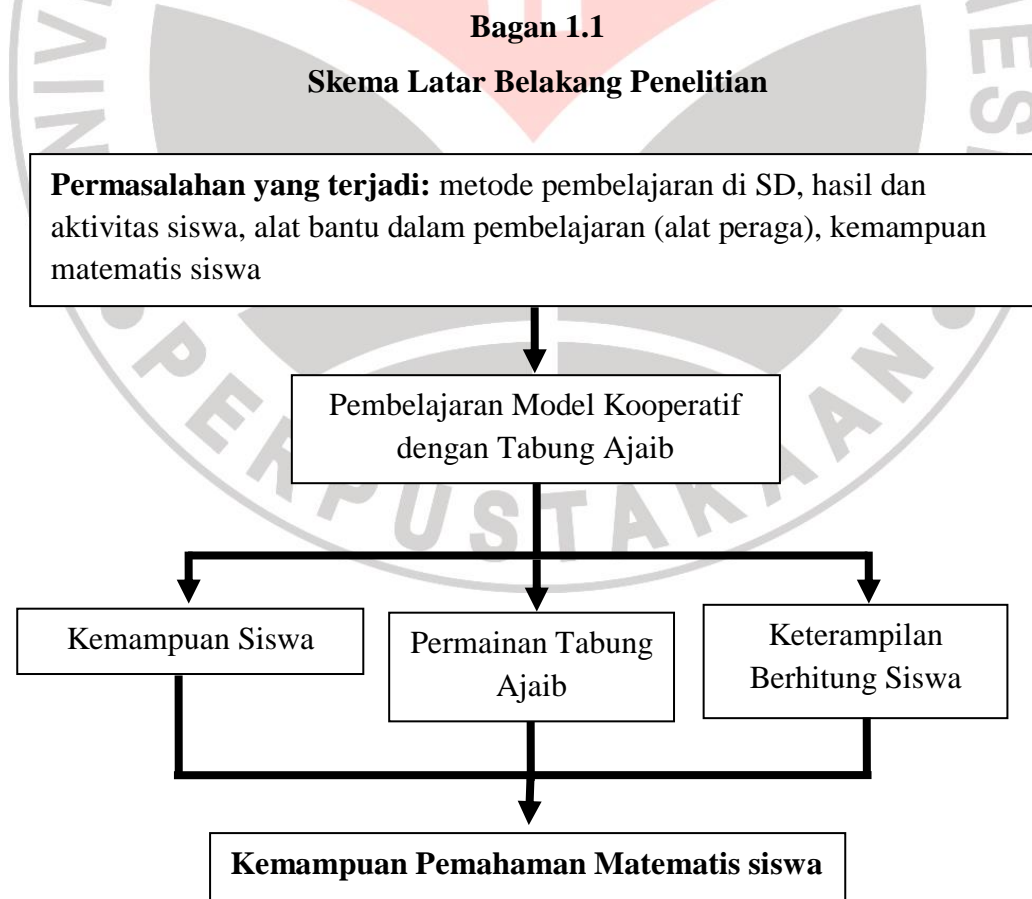 Bagan 1.1
Skema Latar Belakang Penelitian
Permasalahan yang terjadi: metode pembelajaran di SD, hasil dan
aktivitas siswa, alat bantu dalam pembelajaran (alat peraga), kemampuan
matematis siswa
Pembelajaran Model Kooperatif
dengan Tabung Ajaib
PERPUSTAKAAN
Kemampuan Siswa
Permainan Tabung
Ajaib
Keterampilan
Berhitung Siswa
Kemampuan Pemahaman Matematis siswa